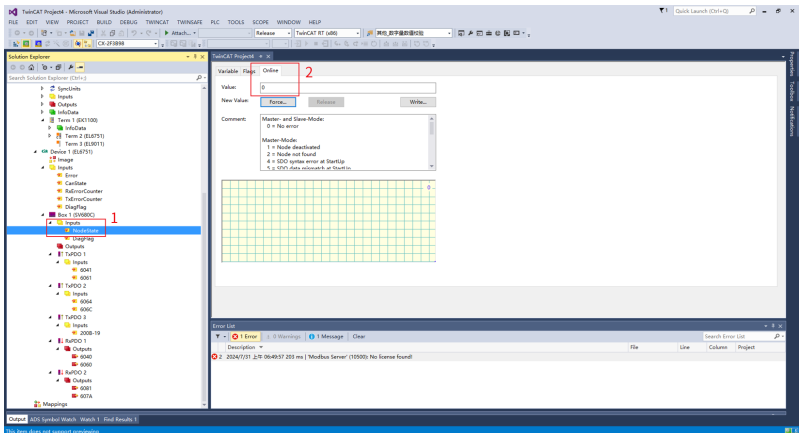 TwinCAT Project4 - Microsoft Visual Studio (Administrator)
Quick Launch (Ctrl+Q)
FILE EDIT VIEW PROJECT BUILD DEBUG TWINCAT TWINSAFE PLC TOOLS SCOPE WINDOW HELP
Attach...
Release
TwinCAT RT (x86)
CX-2F3B98
Solution Explorer
Search Solution Explorer (Ctrl+;)
SyncUnits
Inputs
Outputs
InfoData
Term 1 (EK1100)
InfoData
Term 2 (EL6751)
Term 3 (EL9011)
Device 1 (EL6751)
Image
Inputs
Error
CanState
RxErrorCounter
TxErrorCounter
DiagFlag
Box 1 (SV680C)
Inputs
1
NodeState
DiagFlag
Outputs
TxPDO 1
Inputs
6041
6061
TxPDO 2
Inputs
6064
606C
TxPDO 3
Inputs
200B-19
RxPDO 1
Outputs
6040
6060
RxPDO 2
Outputs
6081
607A
Mappings
TwinCAT Project4
Variable Flags Online
2
Value: 0
New Value: Force... Release Write...
Comment:
Master- and Slave-Mode:
0 = No error
Master-Mode:
1 = Node deactivated
2 = Node not found
4 = SDO syntax error at StartUp
5 = SDO data mismatch at StartUp
0
Error List
1 Error 0 Warnings 1 Message Clear
Search Error List
Description File Line Column Project
2 2024/7/31 上午 06:49:57 203 ms | 'Modbus Server' (10500): No license found!
Properties
Toolbox
Notifications
Output ADS Symbol Watch Watch 1 Find Results 1
This item does not support previewing